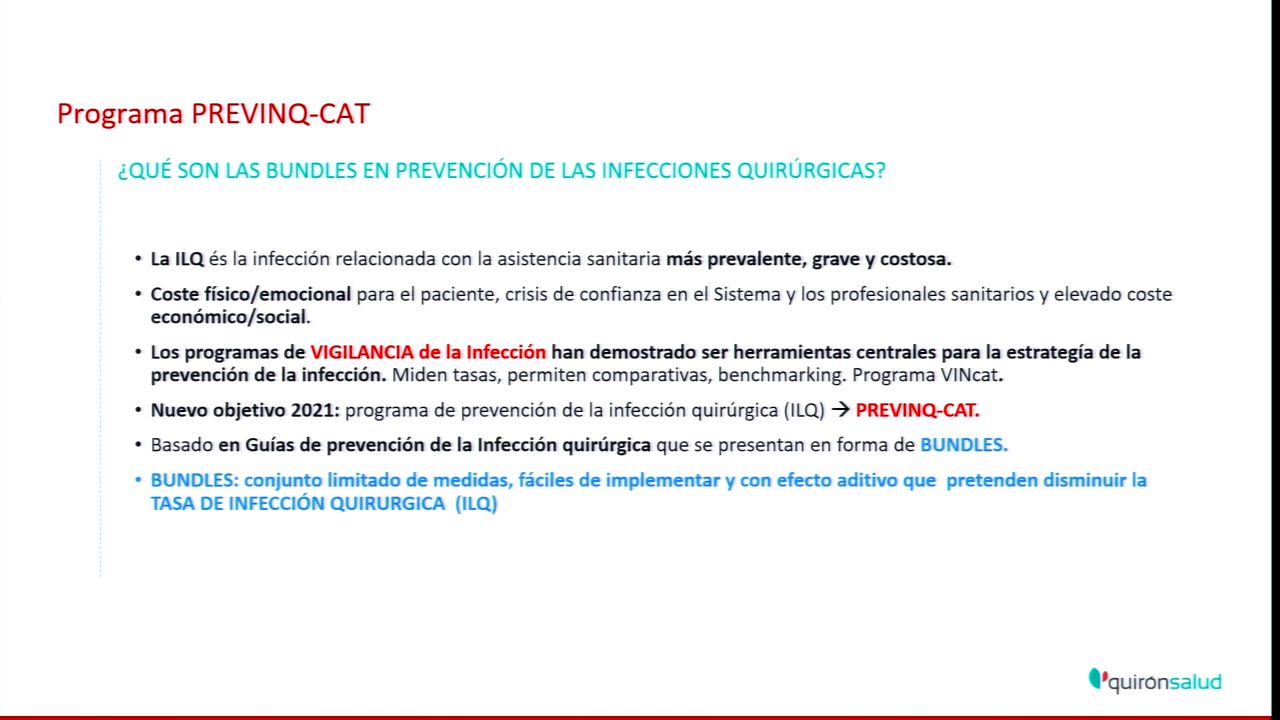 Programa PREVINQ-CAT
¿QUÉ SON LAS BUNDLES EN PREVENCIÓN DE LAS INFECCIONES QUIRÚRGICAS?
• La ILQ és la infección relacionada con la asistencia sanitaria más prevalente, grave y costosa.
• Coste físico/emocional para el paciente, crisis de confianza en el Sistema y los profesionales sanitarios y elevado coste
económico/social.
• Los programas de VIGILANCIA de la Infección han demostrado ser herramientas centrales para la estrategía de la
prevención de la infección. Miden tasas, permiten comparativas, benchmarking. Programa VINcat.
• Nuevo objetivo 2021: programa de prevención de la infección quirúrgica (ILQ) → PREVINQ-CAT.
• Basado en Guías de prevención de la Infección quirúrgica que se presentan en forma de BUNDLES.
• BUNDLES: conjunto limitado de medidas, fáciles de implementar y con efecto aditivo que pretenden disminuir la
TASA DE INFECCIÓN QUIRURGICA (ILQ)
quirónsalud